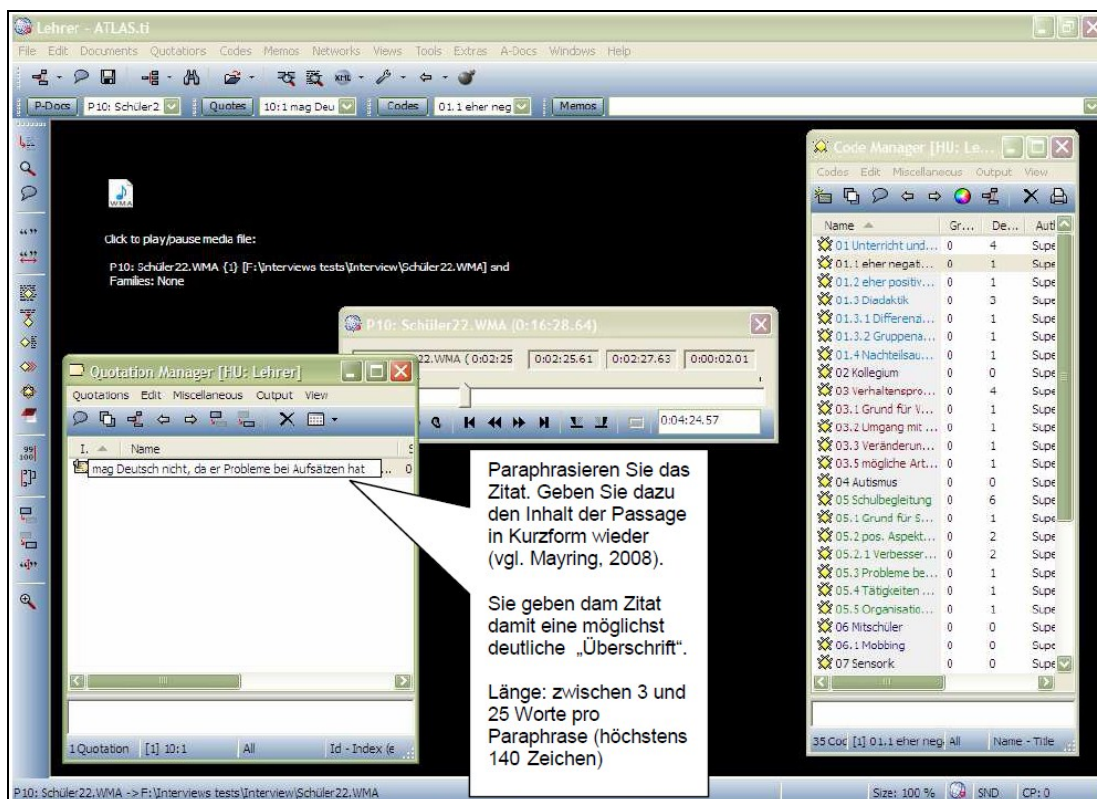 Lehrer - ATLAS.ti
File Edit Documents Quotations Codes Memos Networks Views Tools Extras A-Docs Windows Help
P-Docs P10: Schüler2 Quotes 10:1 mag Deu Codes 01.1 eher neg Memos
WMA
Click to play/pause media file:
P10: Schüler22.WMA {1} [F:\Interviews tests\Interview\Schüler22.WMA] snd
Families: None
P10: Schüler22.WMA (0:16:28.64)
22.WMA ( 0:02:25 0:02:25.61 0:02:27.63 0:00:02.01
0:04:24.57
Quotation Manager [HU: Lehrer]
Quotations Edit Miscellaneous Output View
I. Name S
mag Deutsch nicht, da er Probleme bei Aufsätzen hat ... 0
1 Quotation [1] 10:1 All Id - Index (e
Paraphrasieren Sie das
Zitat. Geben Sie dazu
den Inhalt der Passage
in Kurzform wieder
(vgl. Mayring, 2008).
Sie geben dam Zitat
damit eine möglichst
deutliche „Überschrift“.
Länge: zwischen 3 und
25 Worte pro
Paraphrase (höchstens
140 Zeichen)
Code Manager [HU: Le...
Codes Edit Miscellaneous Output View
Name Gr... De... Autl
01 Unterricht und... 0 4 Supe
01.1 eher negati... 0 1 Supe
01.2 eher positiv... 0 1 Supe
01.3 Diadaktik 0 3 Supe
01.3.1 Differenzi... 0 1 Supe
01.3.2 Gruppena... 0 1 Supe
01.4 Nachteilsau... 0 1 Supe
02 Kollegium 0 0 Supe
03 Verhaltenspro... 0 4 Supe
03.1 Grund für V... 0 1 Supe
03.2 Umgang mit ... 0 1 Supe
03.3 Veränderun... 0 1 Supe
03.5 mögliche Art... 0 1 Supe
04 Autismus 0 0 Supe
05 Schulbegleitung 0 6 Supe
05.1 Grund für S... 0 1 Supe
05.2 pos. Aspekt... 0 2 Supe
05.2.1 Verbesser... 0 2 Supe
05.3 Probleme be... 0 1 Supe
05.4 Tätigkeiten ... 0 1 Supe
05.5 Organisatio... 0 1 Supe
06 Mitschüler 0 0 Supe
06.1 Mobbing 0 0 Supe
07 Sensork 0 0 Supe
35 Coc [1] 01.1 eher neg- All Name - Title
P10: Schüler22.WMA -> F:\Interviews tests\Interview\Schüler22.WMA Size: 100 % SND CP: 0